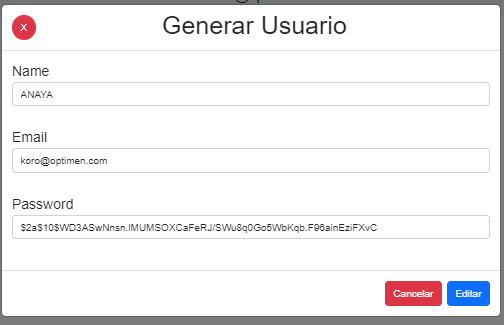 X
Generar Usuario
Name
ANAYA
Email
koro@optimen.com
Password
$2a$10$WD3ASwNnsn.IMUMSOXCaFeRJ/SWu8q0Go5WbKqb.F96ainEziFXvC
Cancelar Editar